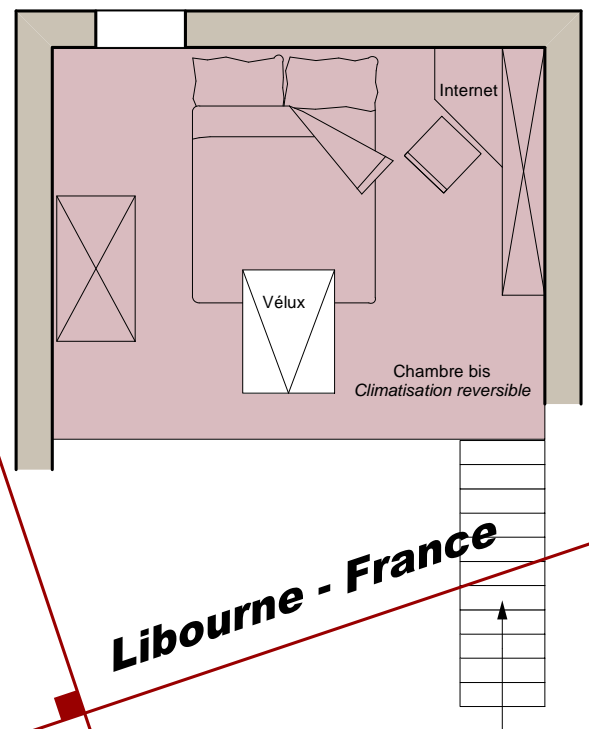 Internet
Vélux
Chambre bis
Climatisation reversible
Libourne - France